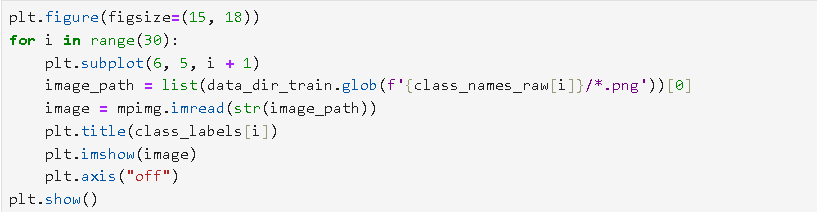 plt.figure(figsize=(15, 18))
for i in range(30):
    plt.subplot(6, 5, i + 1)
    image_path = list(data_dir_train.glob(f'{class_names_raw[i]}/*.png'))[0]
    image = mpimg.imread(str(image_path))
    plt.title(class_labels[i])
    plt.imshow(image)
    plt.axis("off")
plt.show()